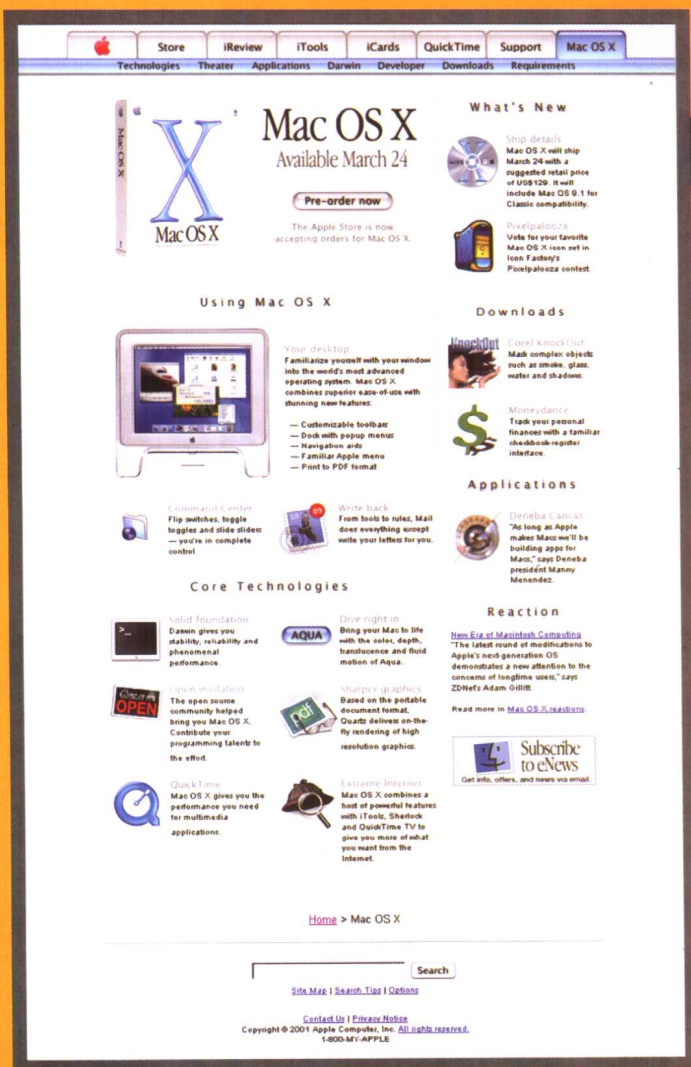 Store iReview iTools iCards QuickTime Support Mac OS X
Technologies Theater Applications Darwin Developer Downloads Requirements
Mac OS X
Mac OS X
Mac OS X
Available March 24
Pre-order now
The Apple Store is now
accepting orders for Mac OS X.
What's New
Ship details
Mac OS X will ship
March 24 with a
suggested retail price
of US$129. It will
include Mac OS 9.1 for
Classic compatibility.
Pixelpalooza
Vote for your favorite
Mac OS X icon set in
Icon Factory's
Pixelpalooza contest.
Using Mac OS X
Your desktop
Familiarize yourself with your window
into the world's most advanced
operating system. Mac OS X
combines superior ease-of-use with
stunning new features:
— Customizable toolbars
— Dock with popup menus
— Navigation aids
— Familiar Apple menu
— Print to PDF format
Command Center
Flip switches, toggle
toggles and slide sliders
— you're in complete
control.
Write back
From tools to rules, Mail
does everything except
write your letters for you.
Downloads
KnockOut
Corel KnockOut
Mask complex objects
such as smoke, glass,
water and shadows.
Moneydance
Track your personal
finances with a familiar
checkbook-register
interface.
Applications
Deneba Canvas
"As long as Apple
makes Macs we'll be
building apps for
Macs," says Deneba
president Manny
Menendez.
Core Technologies
>_
Solid foundation
Darwin gives you
stability, reliability and
phenomenal
performance.
AQUA
Dive right in
Bring your Mac to life
with the color, depth,
translucence and fluid
motion of Aqua.
OPEN
Open invitation
The open source
community helped
bring you Mac OS X.
Contribute your
programming talents to
the effort.
pdf
Sharper graphics
Based on the portable
document format,
Quartz delivers on-the-
fly rendering of high
resolution graphics.
QuickTime
Mac OS X gives you the
performance you need
for multimedia
applications.
Extreme Internet
Mac OS X combines a
host of powerful features
with iTools, Sherlock
and QuickTime TV to
give you more of what
you want from the
Internet.
Reaction
New Era of Macintosh Computing
"The latest round of modifications to
Apple's next-generation OS
demonstrates a new attention to the
concerns of longtime users," says
ZDNet's Adam Gillitt.
Read more in Mac OS X reactions.
Subscribe
to eNews
Get info, offers, and news via email.
Home > Mac OS X
Search
Site Map | Search Tips | Options
Contact Us | Privacy Notice
Copyright © 2001 Apple Computer, Inc. All rights reserved.
1-800-MY-APPLE